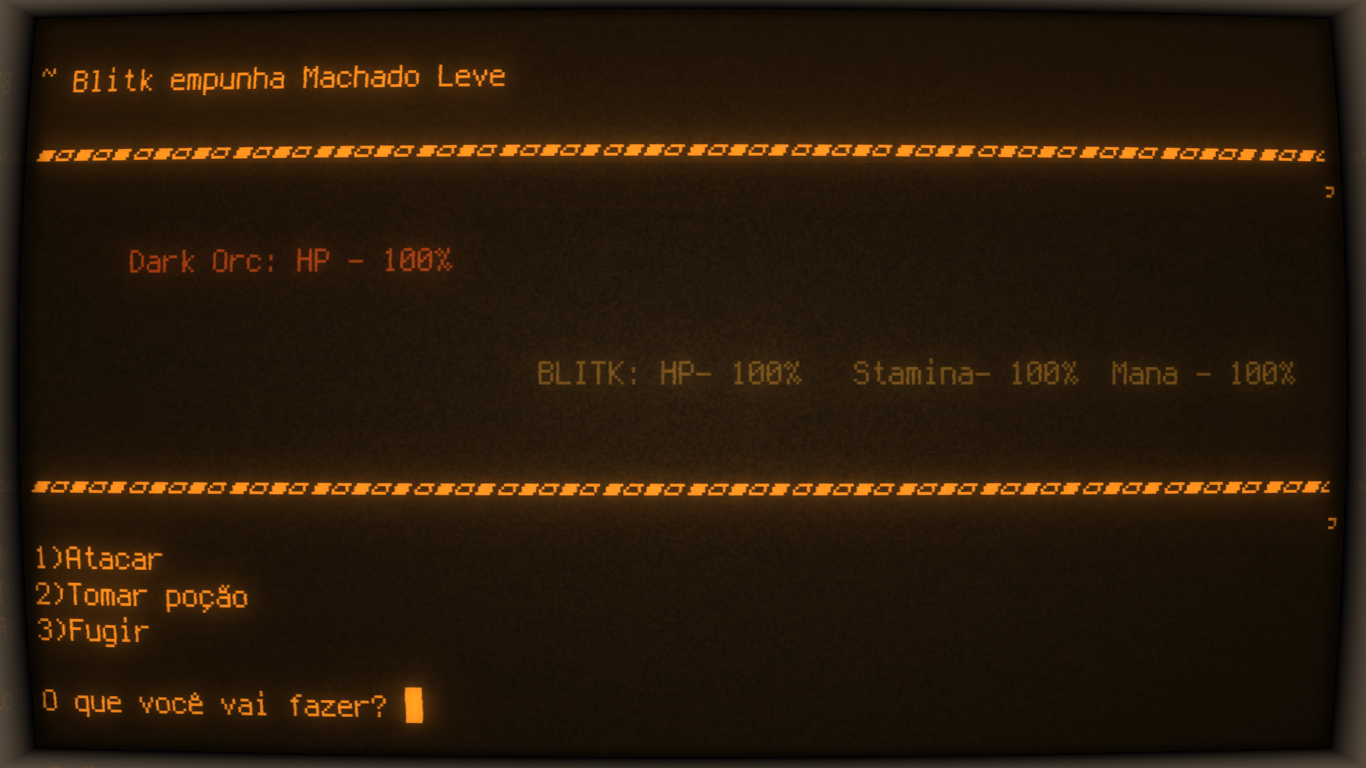 ~ Blitk empunha Machado Leve
▰▱▰▱▰▱▰▰▱▱▰▰▱▰▱▰▰▱▰▱▰▰▱▰▱▰▰▱▰▱▰▰▱▰▱▰▰▱▰▱▰▰▱▰▱▰▰▱▰▱▰▰▱▰▱▰▰▱▰▱▰▰▱
Dark Orc: HP - 100%
BLITK: HP- 100% Stamina- 100% Mana - 100%
1)Atacar
2)Tomar poção
3)Fugir
O que você vai fazer?